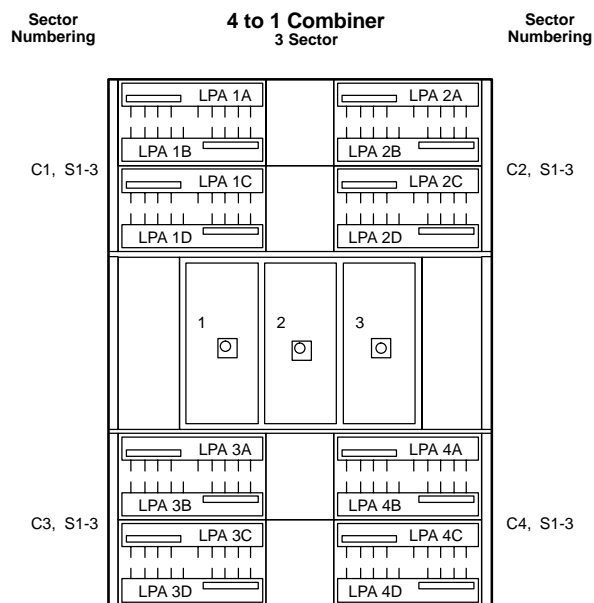 Sector
Numbering
4 to 1 Combiner
3 Sector
Sector
Numbering
LPA 1A
LPA 2A
LPA 1B
LPA 2B
C1, S1-3
C2, S1-3
LPA 1C
LPA 2C
LPA 1D
LPA 2D
1
2
3
LPA 3A
LPA 4A
LPA 3B
LPA 4B
C3, S1-3
C4, S1-3
LPA 3C
LPA 4C
LPA 3D
LPA 4D